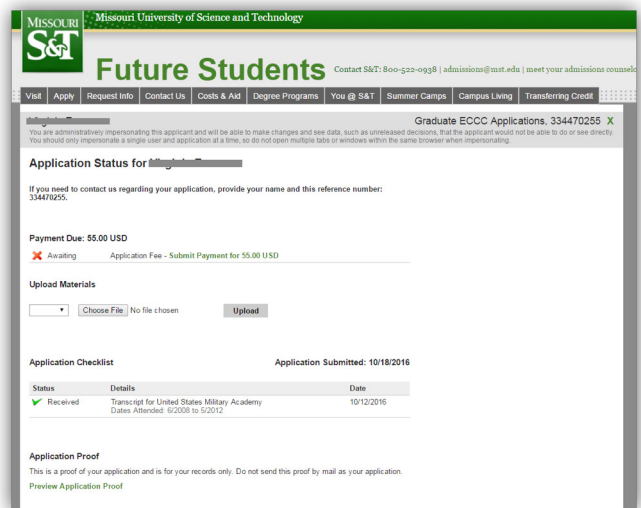 Missouri University of Science and Technology
MISSOURI
S&T
Future Students
Contact S&T: 800-522-0938 | admissions@mst.edu | meet your admissions counselo
Visit Apply Request Info Contact Us Costs & Aid Degree Programs You @ S&T Summer Camps Campus Living Transferring Credit
Graduate ECCC Applications, 334470255 X
You are administratively impersonating this applicant and will be able to make changes and see data, such as unreleased decisions, that the applicant would not be able to do or see directly.
You should only impersonate a single user and application at a time, so do not open multiple tabs or windows within the same browser when impersonating.
Application Status for
If you need to contact us regarding your application, provide your name and this reference number:
334470255.
Payment Due: 55.00 USD
Awaiting Application Fee - Submit Payment for 55.00 USD
Upload Materials
Choose File No file chosen Upload
Application Checklist Application Submitted: 10/18/2016
Status Details Date
Received Transcript for United States Military Academy 10/12/2016
Dates Attended: 6/2008 to 5/2012
Application Proof
This is a proof of your application and is for your records only. Do not send this proof by mail as your application.
Preview Application Proof